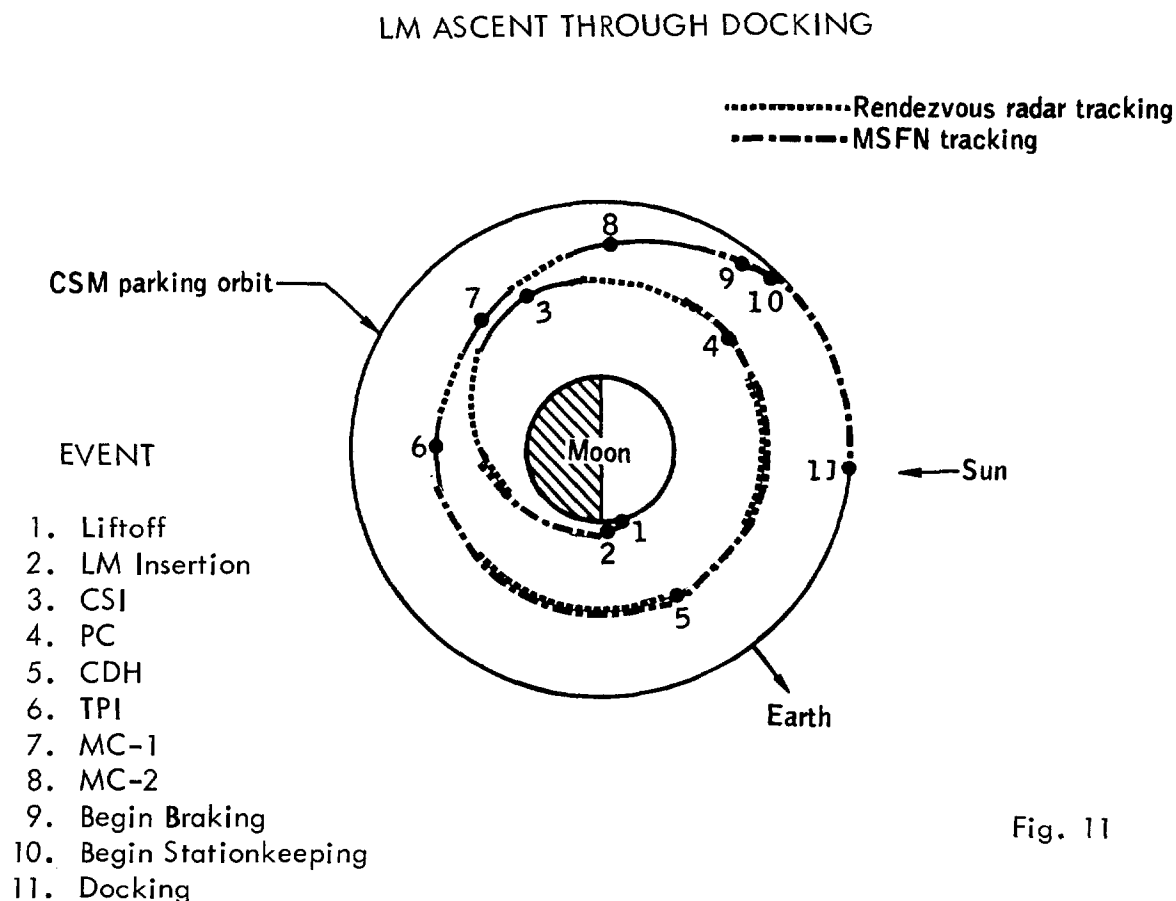 LM ASCENT THROUGH DOCKING
Rendezvous radar tracking
MSFN tracking
8
CSM parking orbit
9
10
7
3
4
6
Moon
EVENT
11
Sun
1
2
5
1. Liftoff
2. LM Insertion
3. CSI
4. PC
5. CDH
6. TPI
7. MC-1
8. MC-2
9. Begin Braking
10. Begin Stationkeeping
11. Docking
Earth
Fig. 11